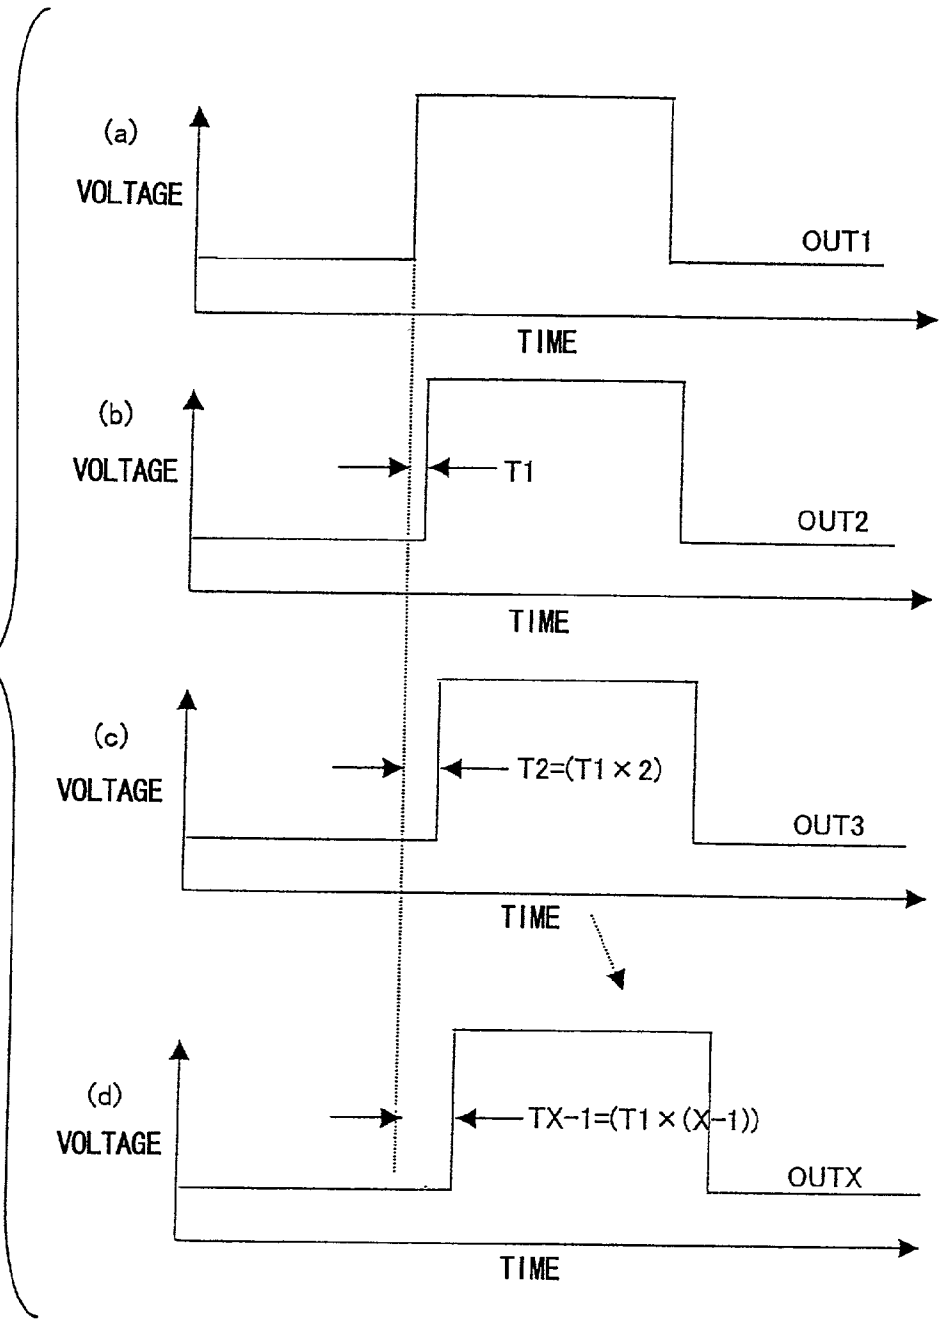 (a)
VOLTAGE
OUT1
TIME
(b)
VOLTAGE
T1
OUT2
TIME
(c)
VOLTAGE
T2=(T1×2)
OUT3
TIME
(d)
VOLTAGE
TX-1=(T1×(X-1))
OUTX
TIME